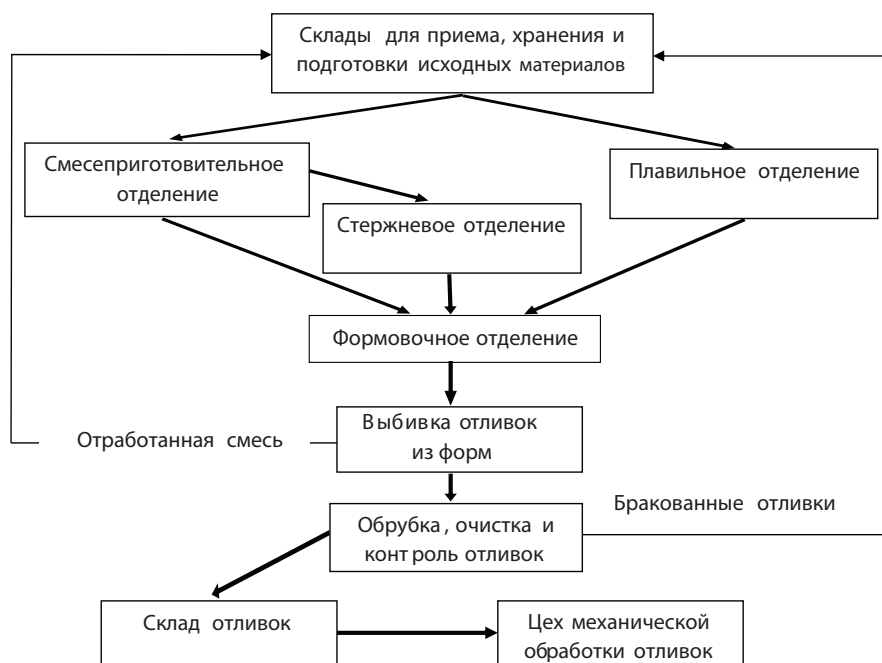 Склады для приема, хранения и
подготовки исходных материалов
Смесеприготовительное
отделение
Плавильное отделение
Стержневое отделение
Формовочное отделение
Выбивка отливок
из форм
Отработанная смесь
Бракованные отливки
Обрубка, очистка и
контроль отливок
Склад отливок
Цех механической
обработки отливок